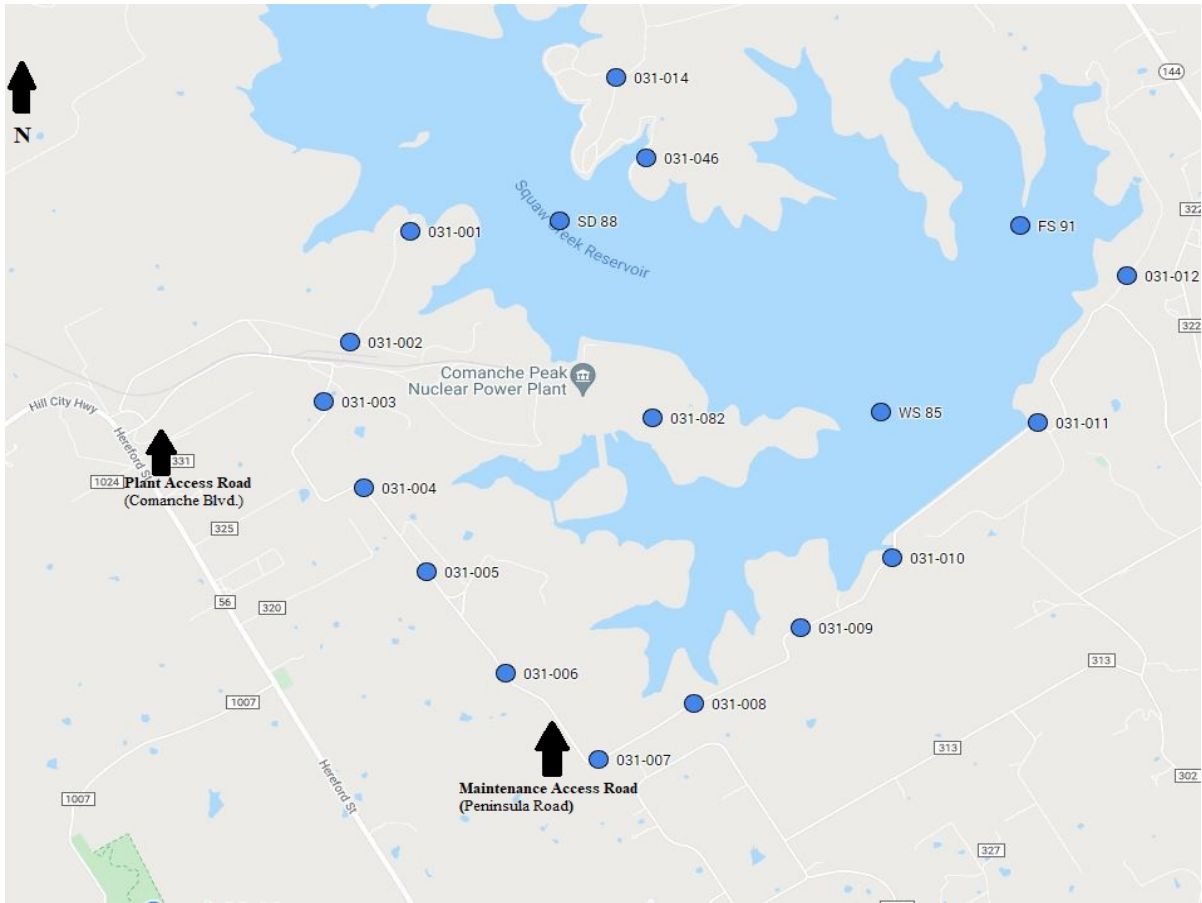 031-014
144
N
031-046
322
SD 88
Squaw Creek Reservoir
FS 91
031-001
031-012
322
031-002
Comanche Peak
Nuclear Power Plant
031-003
Hill City Hwy
Hereford St
031-082
WS 85
031-011
331
1024
Plant Access Road
(Comanche Blvd.)
031-004
325
031-005
031-010
56
320
031-009
313
031-006
1007
031-008
313
031-007
Hereford St
302
Maintenance Access Road
(Peninsula Road)
1007
327